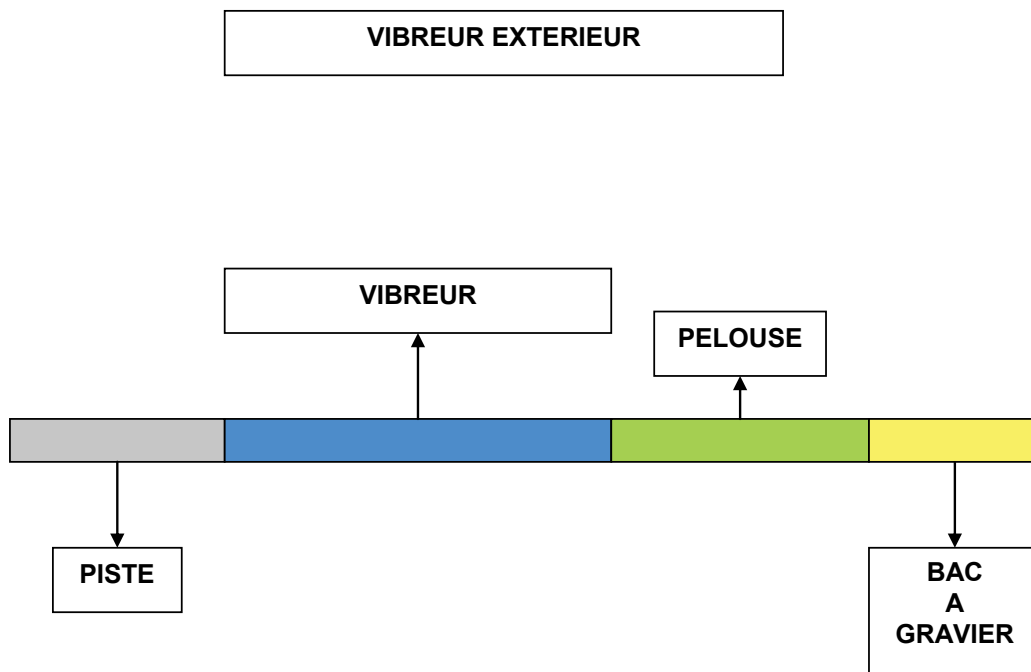 VIBREUR EXTERIEUR
VIBREUR
PELOUSE
PISTE
BAC
A
GRAVIER